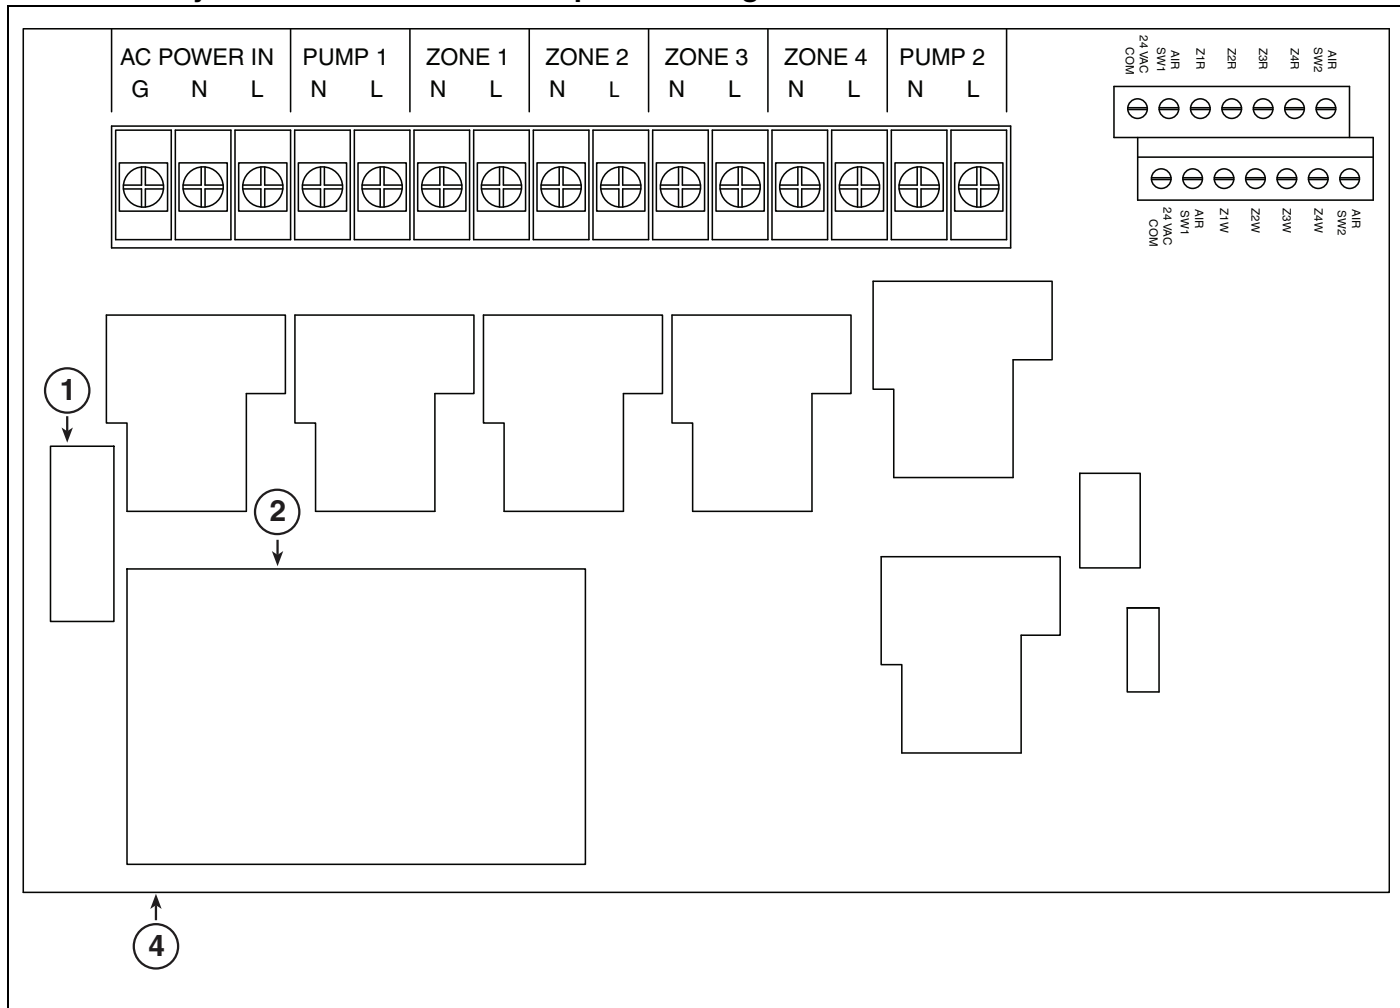 AC POWER IN PUMP 1 ZONE 1 ZONE 2 ZONE 3 ZONE 4 PUMP 2
G N L N L N L N L N L N L N L
24 VAC COM
AIR SW1
Z1R
Z2R
Z3R
Z4R
AIR SW2
24 VAC COM
AIR SW1
Z1W
Z2W
Z3W
Z4W
AIR SW2
1
2
4